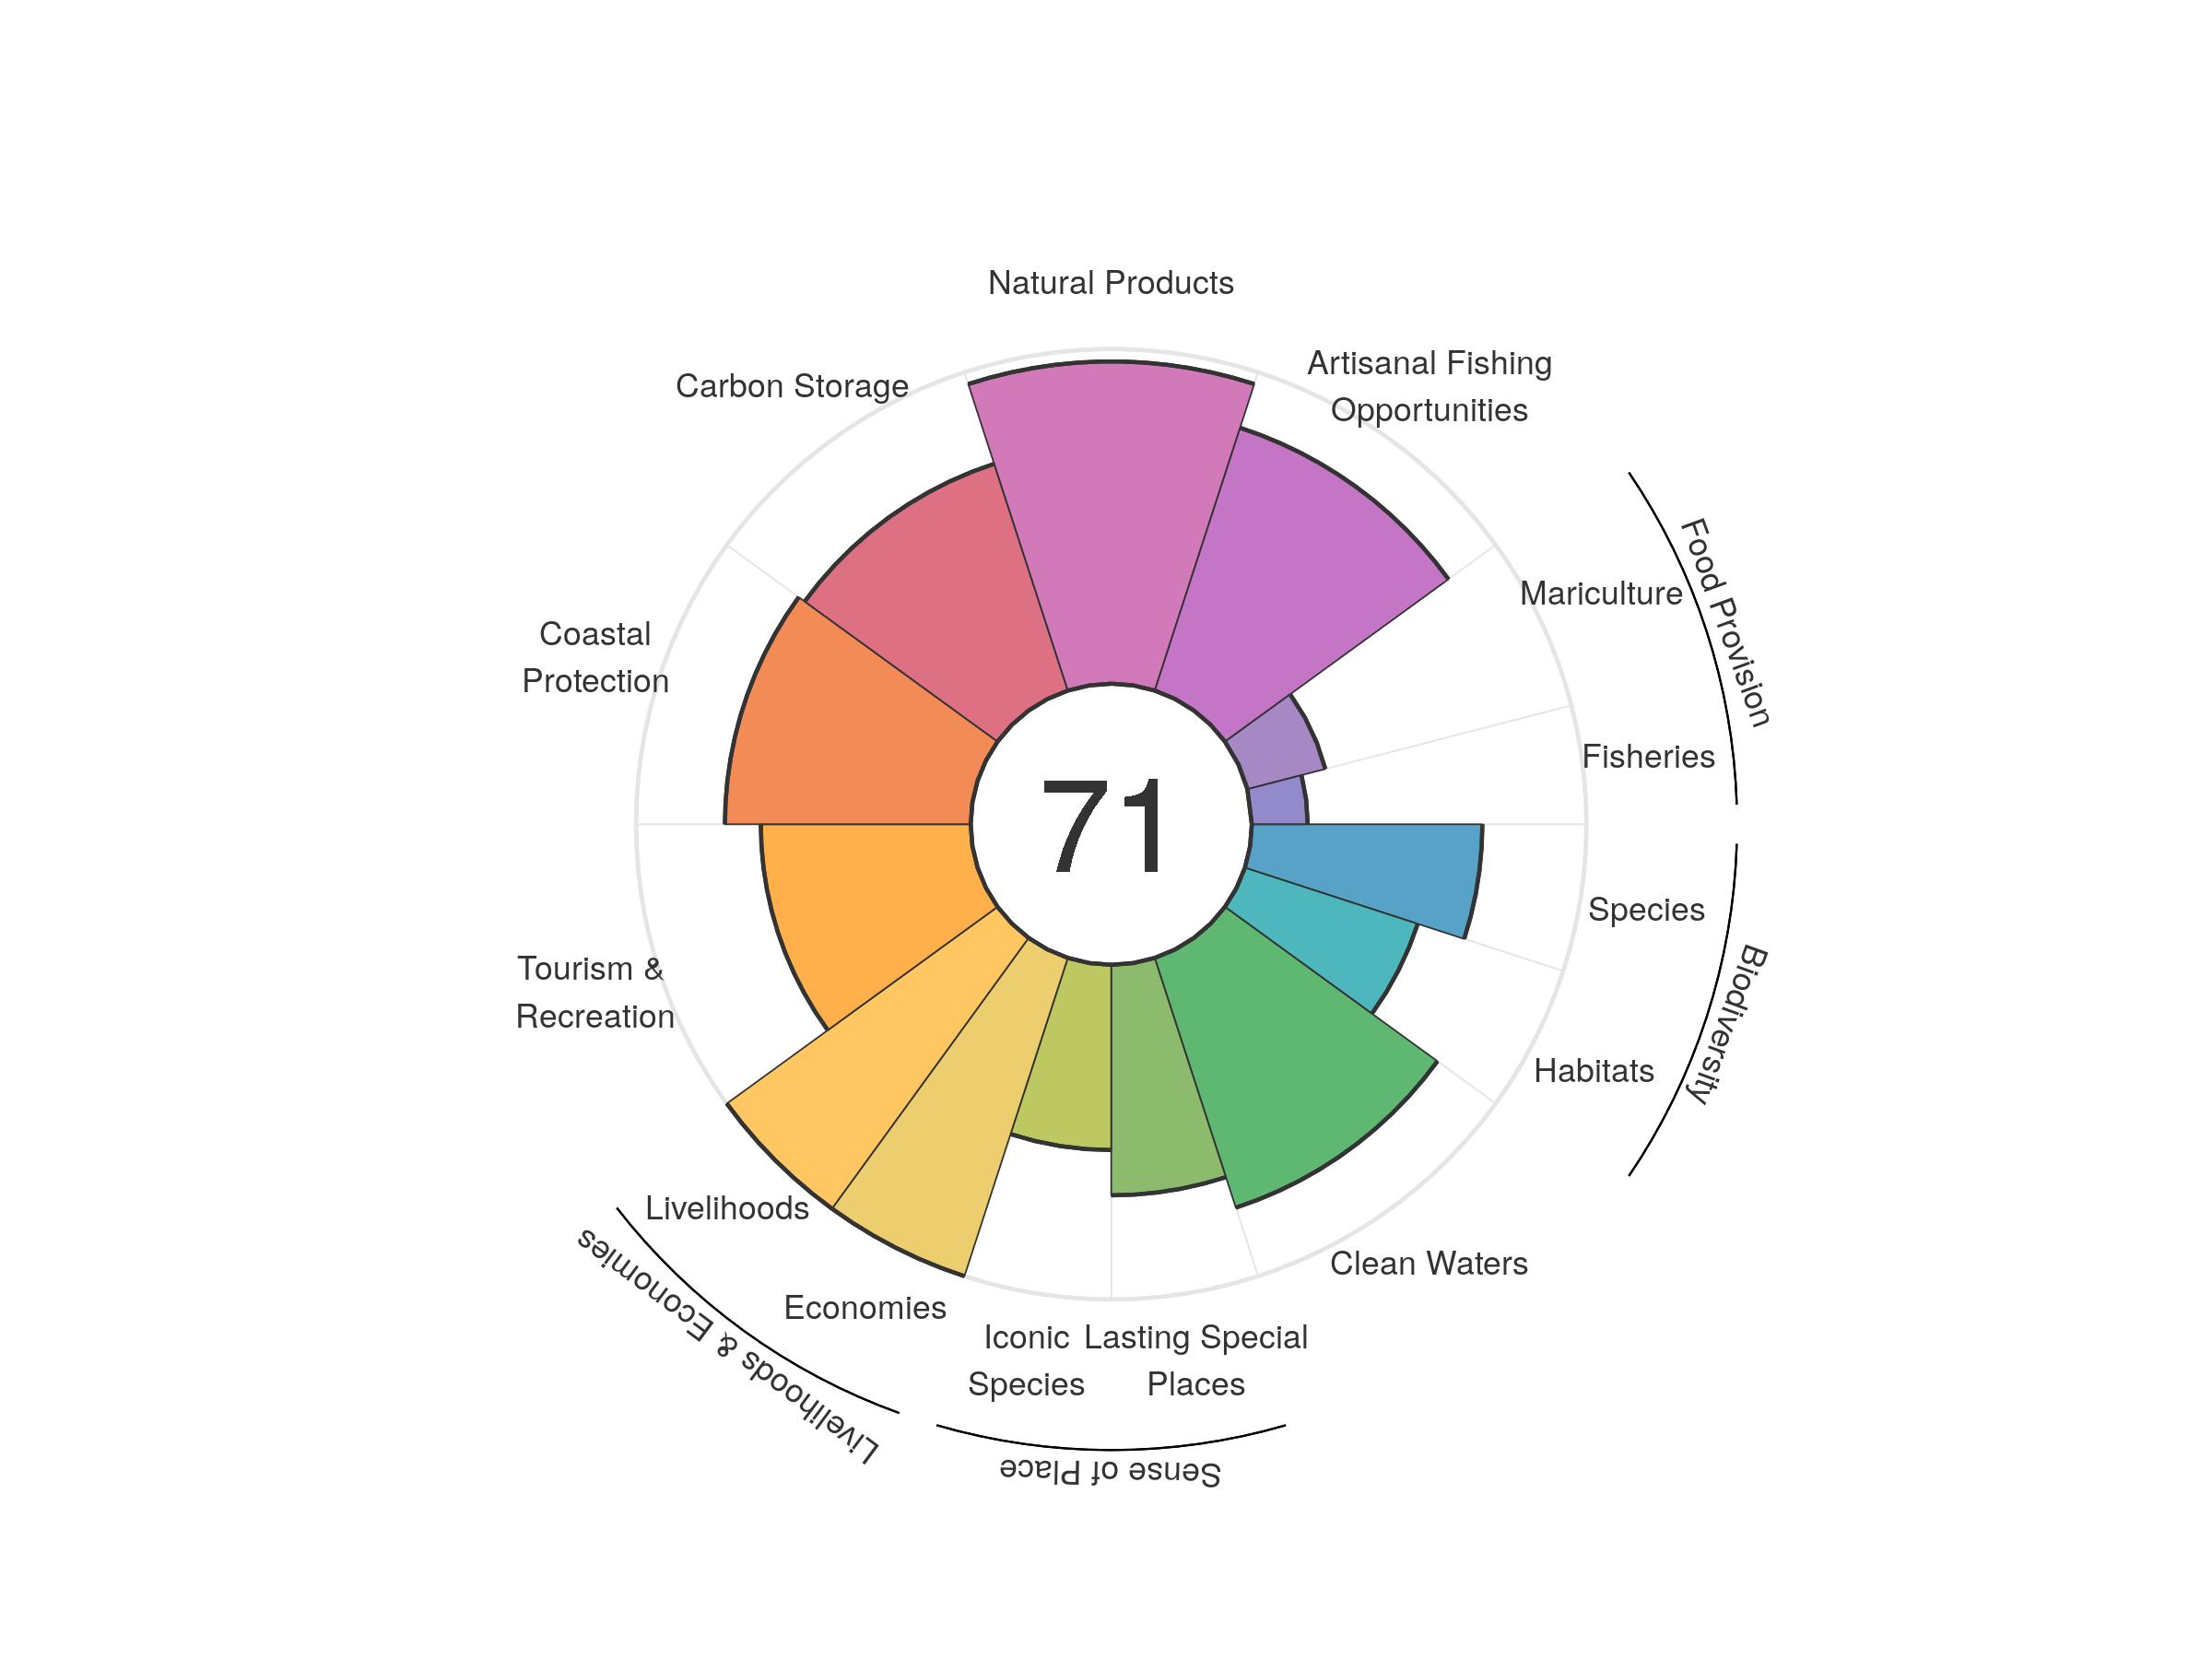 Natural Products
Artisanal Fishing
Opportunities
Carbon Storage
Food Provision
Mariculture
Coastal
Protection
Fisheries
71
Species
Biodiversity
Tourism &
Recreation
Habitats
Livelihoods
Clean Waters
Economies
Livelihoods & Economies
Iconic
Species
Lasting Special
Places
Sense of Place